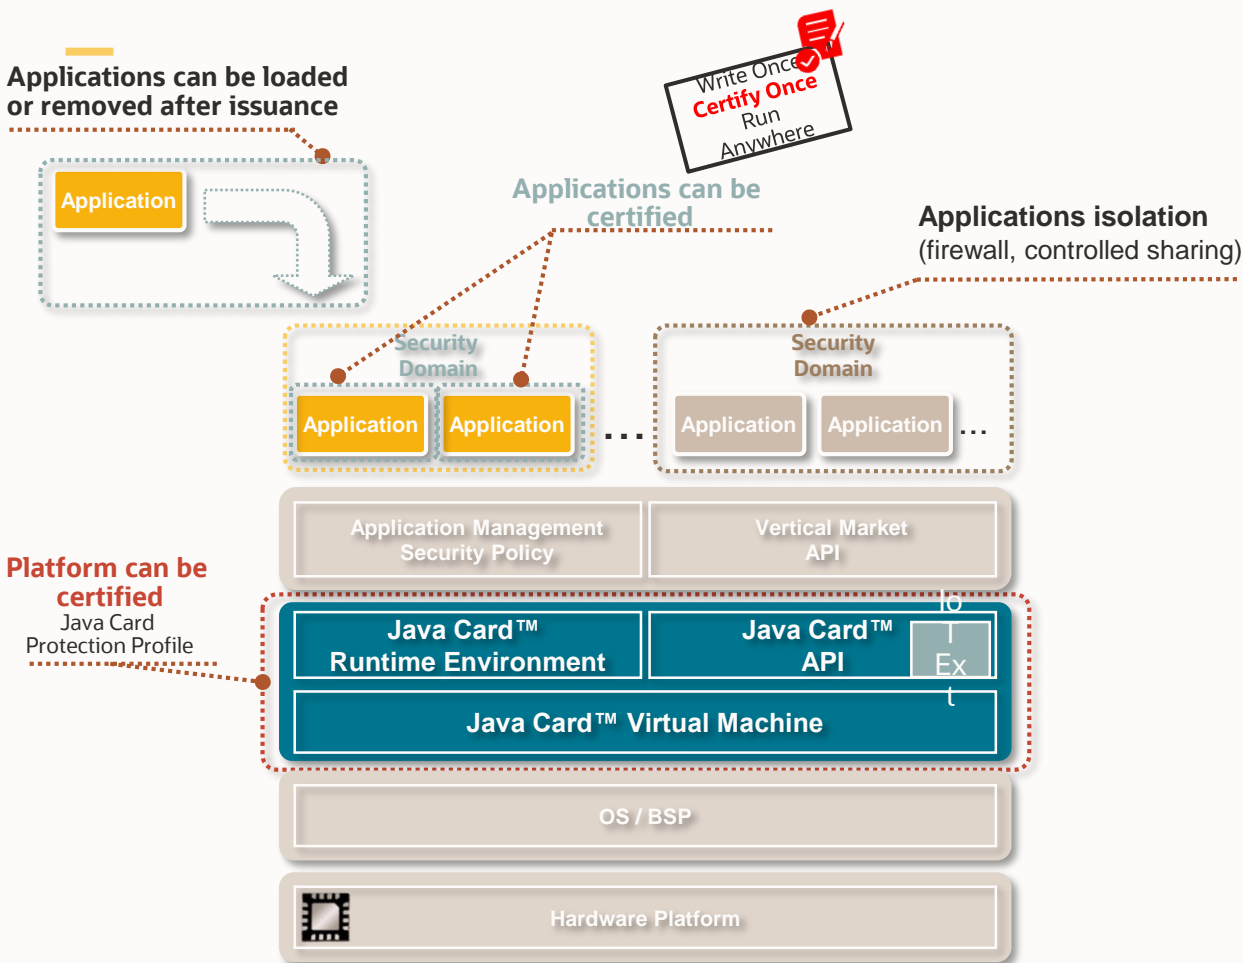 Applications can be loaded
or removed after issuance
Application
Write Once
Certify Once
Run
Anywhere
Applications can be
certified
Applications isolation
(firewall, controlled sharing)
Security
Domain
Application
Application
...
Security
Domain
Application
Application
...
Application Management
Security Policy
Vertical Market
API
Platform can be
certified
Java Card
Protection Profile
Java Card™
Runtime Environment
Java Card™
API
Io
T
Ex
t
Java Card™ Virtual Machine
OS / BSP
Hardware Platform